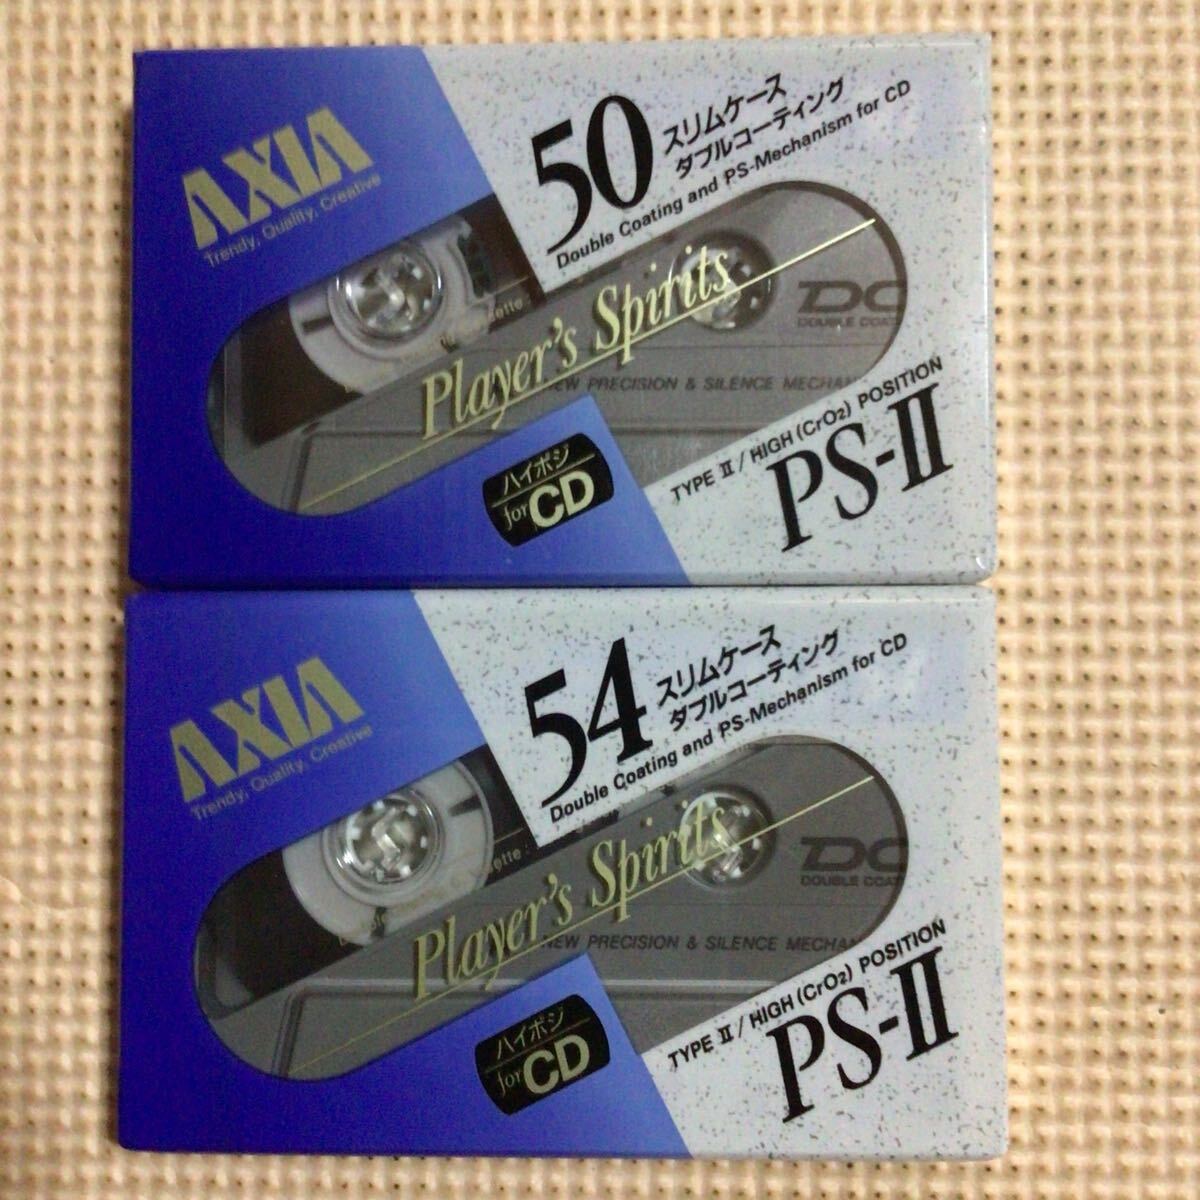 AXIA
Trendy, Quality, Creative
50
スリムケース
ダブルコーティング
Double Coating and PS-Mechanism for CD
Player's Spirits
DC
DOUBLE COAT
NEW PRECISION & SILENCE MECHAN
ハイポジ
for CD
TYPE II / HIGH (CrO2) POSITION
PS-II
AXIA
Trendy, Quality, Creative
54
スリムケース
ダブルコーティング
Double Coating and PS-Mechanism for CD
Player's Spirits
DC
DOUBLE COAT
NEW PRECISION & SILENCE MECHAN
ハイポジ
for CD
TYPE II / HIGH (CrO2) POSITION
PS-II